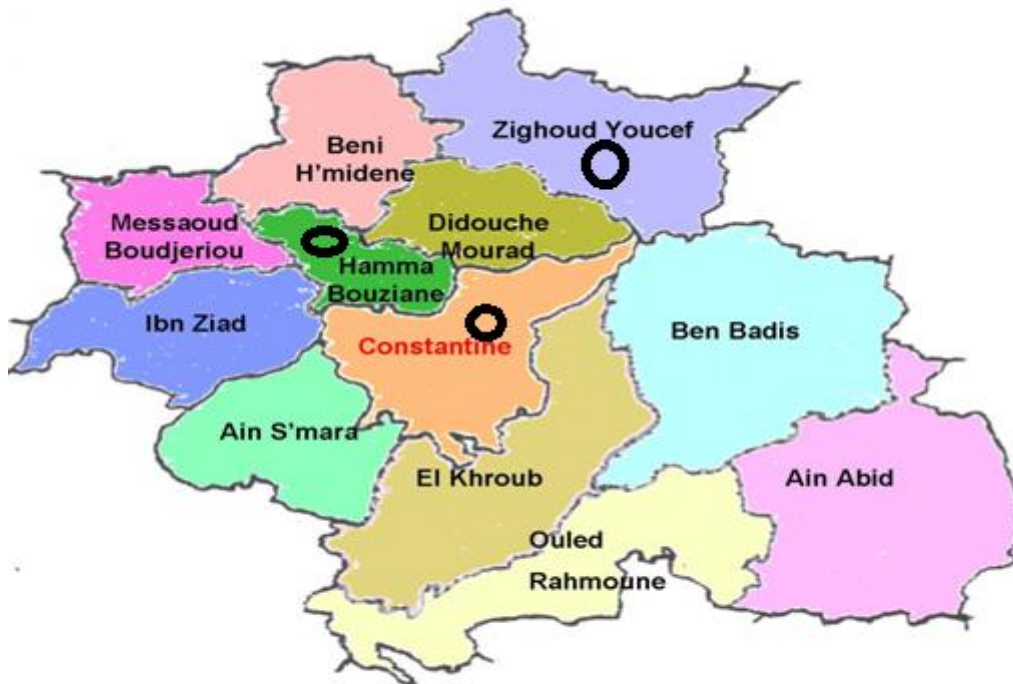 Zighoud Youcef
Beni
H'midene
Messaoud
Boudjeriou
Didouche
Mourad
Hamma
Bouziane
Ibn Ziad
Constantine
Ben Badis
Ain S'mara
El Khroub
Ain Abid
Ouled
Rahmoune